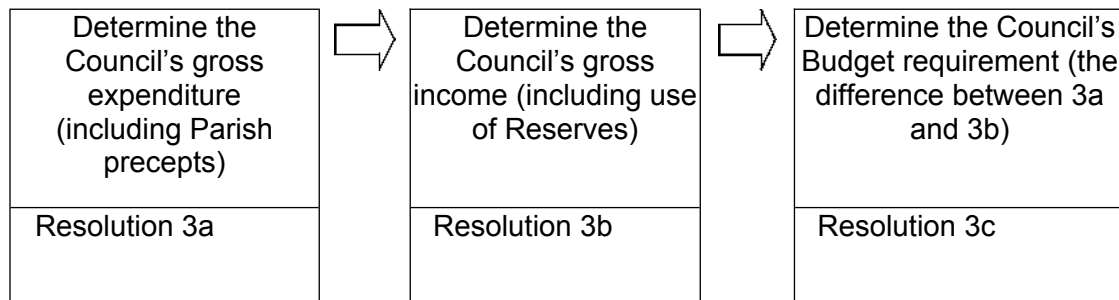 Determine the
Council’s gross
expenditure
(including Parish
precepts)
Resolution 3a
Determine the
Council’s gross
income (including use
of Reserves)
Resolution 3b
Determine the Council’s
Budget requirement (the
difference between 3a
and 3b)
Resolution 3c